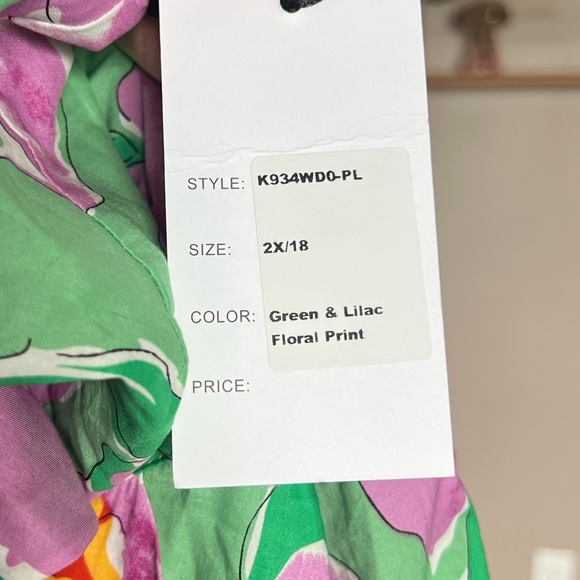 STYLE: K934WD0-PL
SIZE: 2X/18
COLOR: Green & Lilac
Floral Print
PRICE: